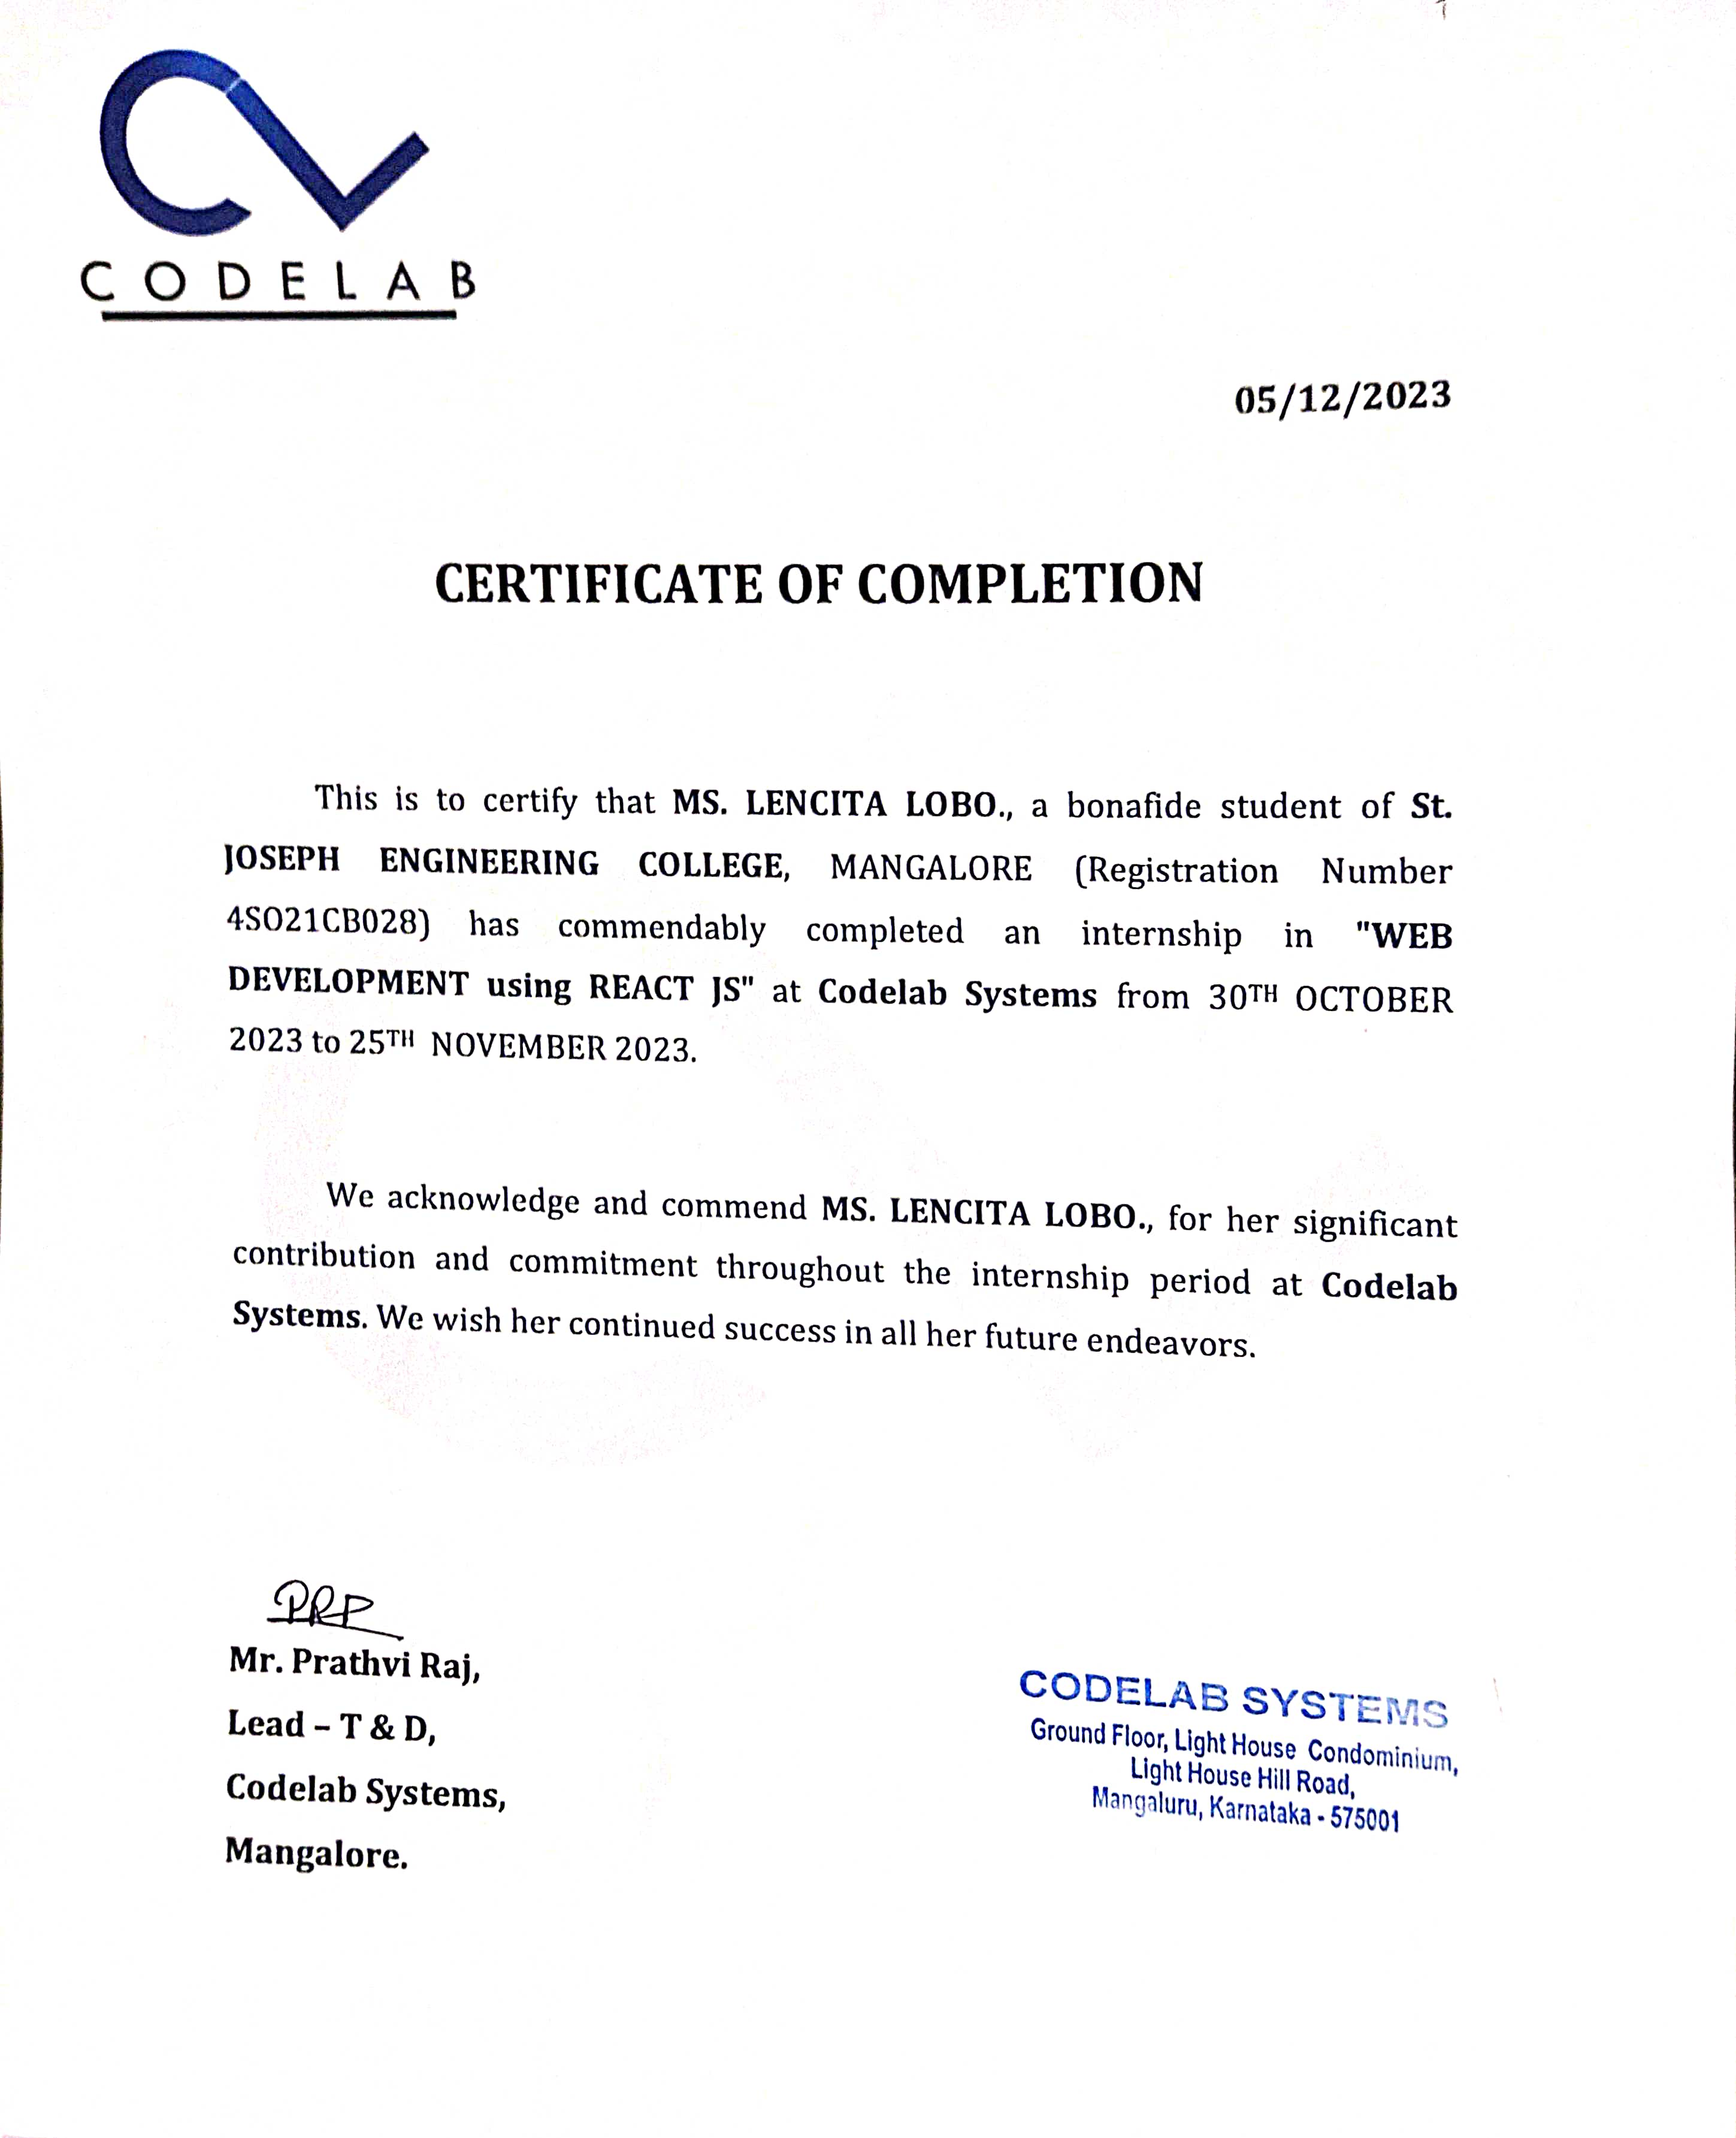 CODELAB
05/12/2023
CERTIFICATE OF COMPLETION
This is to certify that MS. LENCITA LOBO., a bonafide student of St.
JOSEPH ENGINEERING COLLEGE, MANGALORE (Registration Number
4SO21CB028) has commendably completed an internship in "WEB
DEVELOPMENT using REACT JS" at Codelab Systems from 30TH OCTOBER
2023 to 25TH NOVEMBER 2023.
We acknowledge and commend MS. LENCITA LOBO., for her significant
contribution and commitment throughout the internship period at Codelab
Systems. We wish her continued success in all her future endeavors.
PRP
Mr. Prathvi Raj,
Lead – T & D,
Codelab Systems,
Mangalore.
CODELAB SYSTEMS
Ground Floor, Light House Condominium,
Light House Hill Road,
Mangaluru, Karnataka - 575001